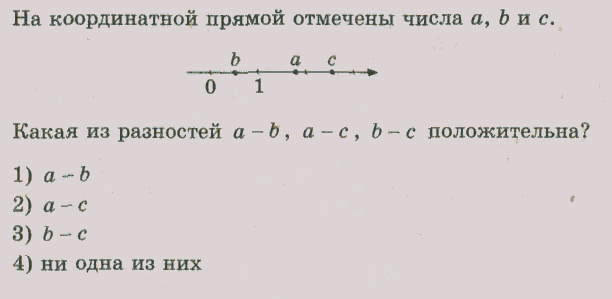 На координатной прямой отмечены числа a, b и c.
b a c
0 1
Какая из разностей a − b, a − c, b − c положительна?
1) a − b
2) a − c
3) b − c
4) ни одна из них